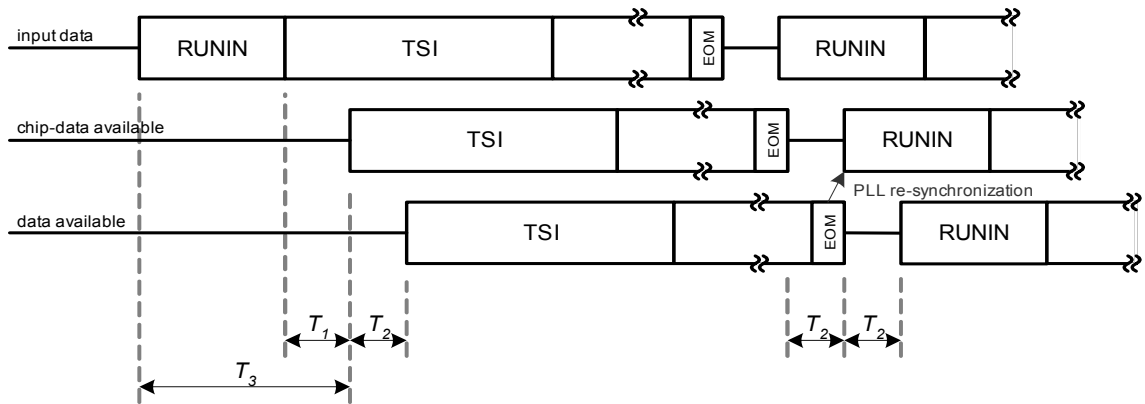 input data
RUNIN
TSI
EOM
RUNIN
chip-data available
TSI
EOM
RUNIN
PLL re-synchronization
data available
TSI
EOM
RUNIN
T1
T2
T2
T2
T3